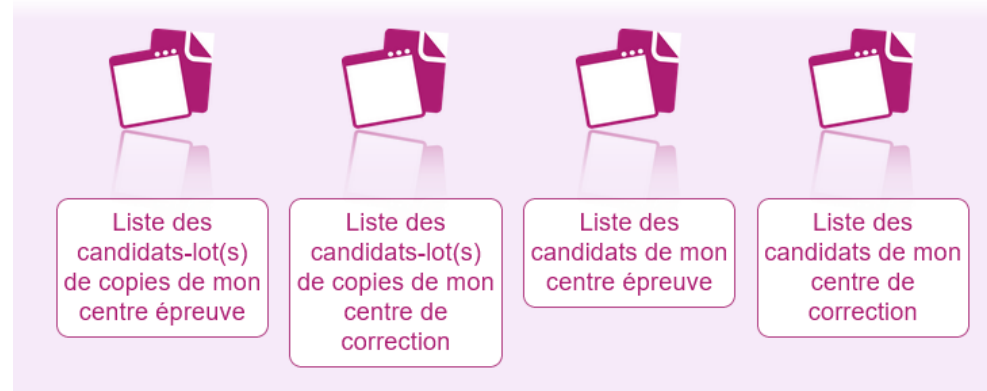 Liste des
candidats-lot(s)
de copies de mon
centre épreuve
Liste des
candidats-lot(s)
de copies de mon
centre de
correction
Liste des
candidats de mon
centre épreuve
Liste des
candidats de mon
centre de
correction